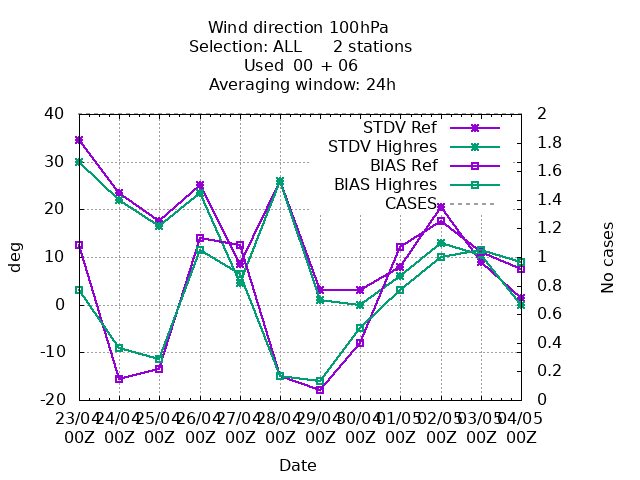 Wind direction 100hPa
Selection: ALL 2 stations
Used 00 + 06
Averaging window: 24h
40 2
STDV Ref
1.8
STDV Highres
30 1.6
BIAS Ref
BIAS Highres
20 1.4
CASES
1.2
10 1
deg No cases
0.8
0 0.6
0.4
-10
0.2
-20 0
23/04 24/04 25/04 26/04 27/04 28/04 29/04 30/04 01/05 02/05 03/05 04/05
00Z 00Z 00Z 00Z 00Z 00Z 00Z 00Z 00Z 00Z 00Z 00Z
Date